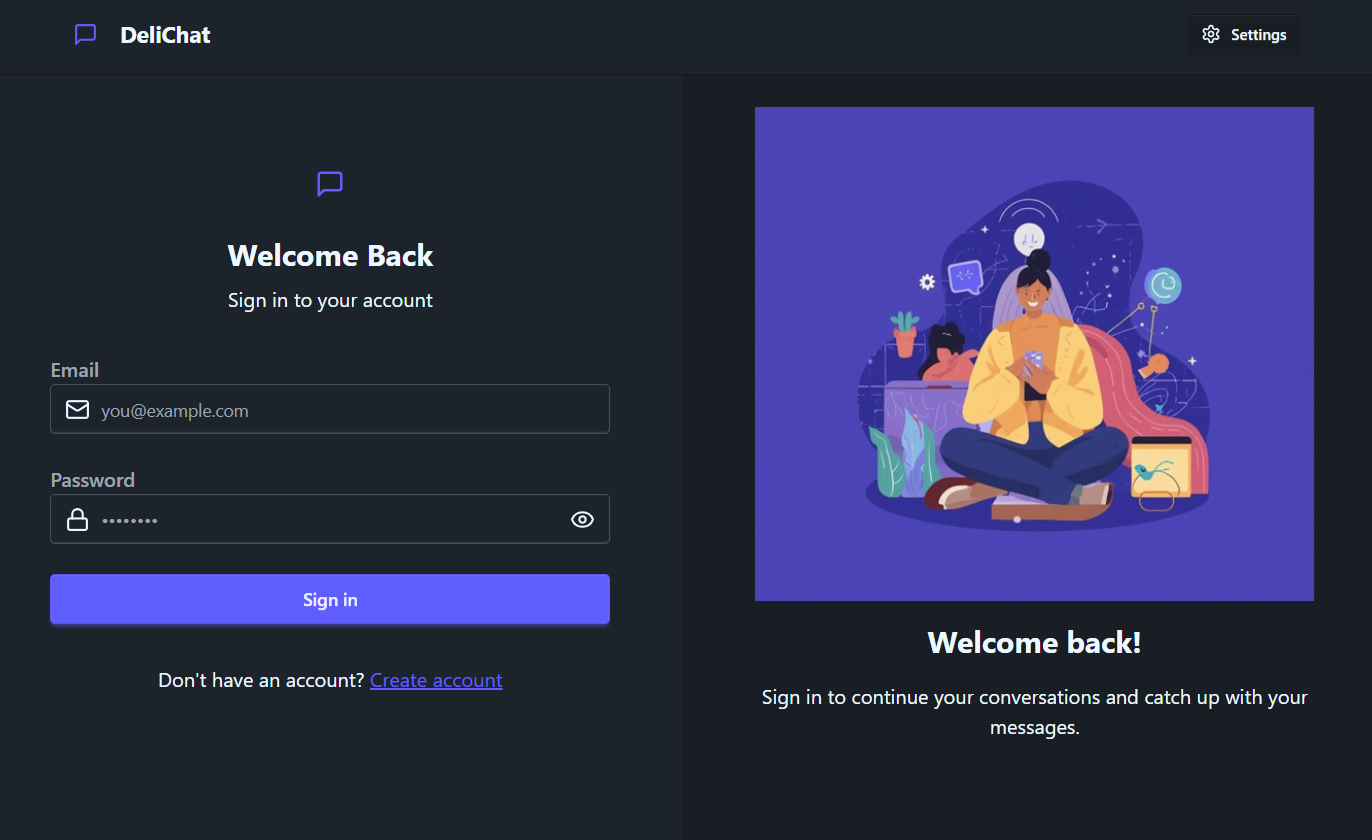 DeliChat
Settings
Welcome Back
Sign in to your account
Email
you@example.com
Password
••••••••
Sign in
Don't have an account? Create account
Welcome back!
Sign in to continue your conversations and catch up with your
messages.